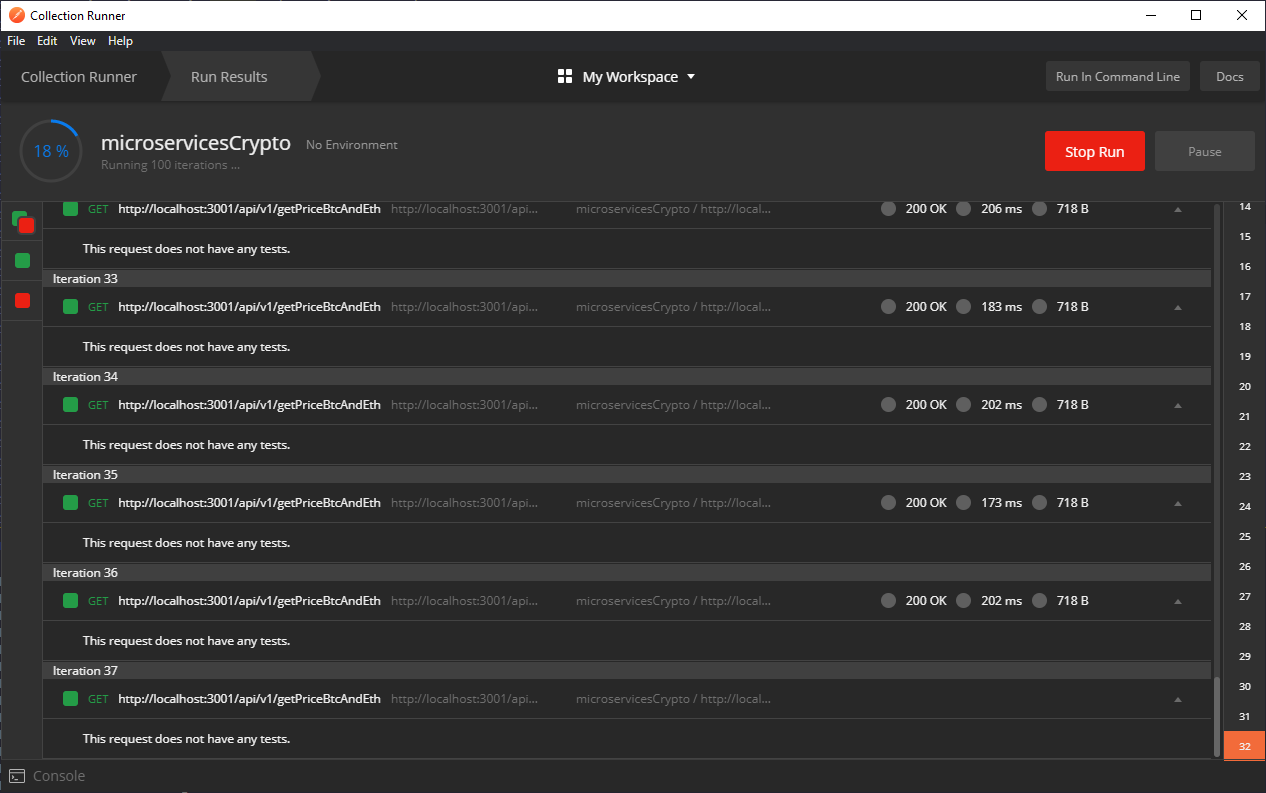 Collection Runner
File Edit View Help
Collection Runner Run Results My Workspace Run In Command Line Docs
18 % microservicesCrypto No Environment Stop Run Pause
Running 100 iterations ...
GET http://localhost:3001/api/v1/getPriceBtcAndEth http://localhost:3001/api... microservicesCrypto / http://local... 200 OK 206 ms 718 B
This request does not have any tests.
Iteration 33
GET http://localhost:3001/api/v1/getPriceBtcAndEth http://localhost:3001/api... microservicesCrypto / http://local... 200 OK 183 ms 718 B
This request does not have any tests.
Iteration 34
GET http://localhost:3001/api/v1/getPriceBtcAndEth http://localhost:3001/api... microservicesCrypto / http://local... 200 OK 202 ms 718 B
This request does not have any tests.
Iteration 35
GET http://localhost:3001/api/v1/getPriceBtcAndEth http://localhost:3001/api... microservicesCrypto / http://local... 200 OK 173 ms 718 B
This request does not have any tests.
Iteration 36
GET http://localhost:3001/api/v1/getPriceBtcAndEth http://localhost:3001/api... microservicesCrypto / http://local... 200 OK 202 ms 718 B
This request does not have any tests.
Iteration 37
GET http://localhost:3001/api/v1/getPriceBtcAndEth http://localhost:3001/api... microservicesCrypto / http://local...
This request does not have any tests.
14
15
16
17
18
19
20
21
22
23
24
25
26
27
28
29
30
31
32
Console